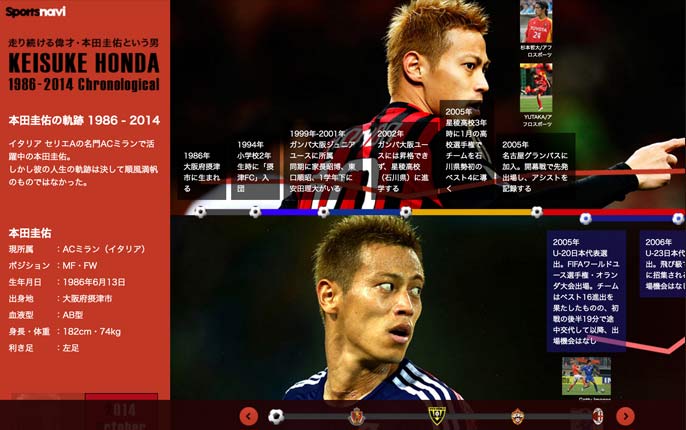 Sportsnavi
走り続ける偉才・本田圭佑という男
KEISUKE HONDA
1986-2014 Chronological
本田圭佑の軌跡 1986 - 2014
イタリア セリエAの名門ACミランで活
躍中の本田圭佑。
しかし彼の人生の軌跡は決して順風満帆
のものではなかった。
本田圭佑
現所属 ：ACミラン（イタリア）
ポジション ：MF・FW
生年月日 ：1986年6月13日
出身地 ：大阪府摂津市
血液型 ：AB型
身長・体重 ：182cm・74kg
利き足 ：左足
014
ctober
杉本哲大/アフ
ロスポーツ
YUTAKA/ア
フロスポーツ
1986年
大阪府摂津
市に生まれ
る
1994年
小学校2年
生時に「摂
津FC」入
団
1999年-2001年
ガンバ大阪ジュニア
ユースに所属
同期に家長昭博、東
口順昭、1学年下に
安田理大がいる
2002年
ガンバ大阪ユー
スには昇格でき
ず、星稜高校
（石川県）に進
学する
2005年
星稜高校3年
時に1月の高
校選手権で
チームを石
川県勢初の
ベスト4に導
く
2005年
名古屋グランパスに
加入。開幕戦で先発
出場し、アシストを
記録する
2005年
U-20日本代表選
出。FIFAワールドユ
ース選手権・オラン
ダ大会出場。チーム
はベスト16進出を
果たしたものの、初
戦の後半19分で途
中交代して以降、出
場機会はなし
2006年
U-23日本代
出。飛び級
に招集され
場機会はな
Getty Images